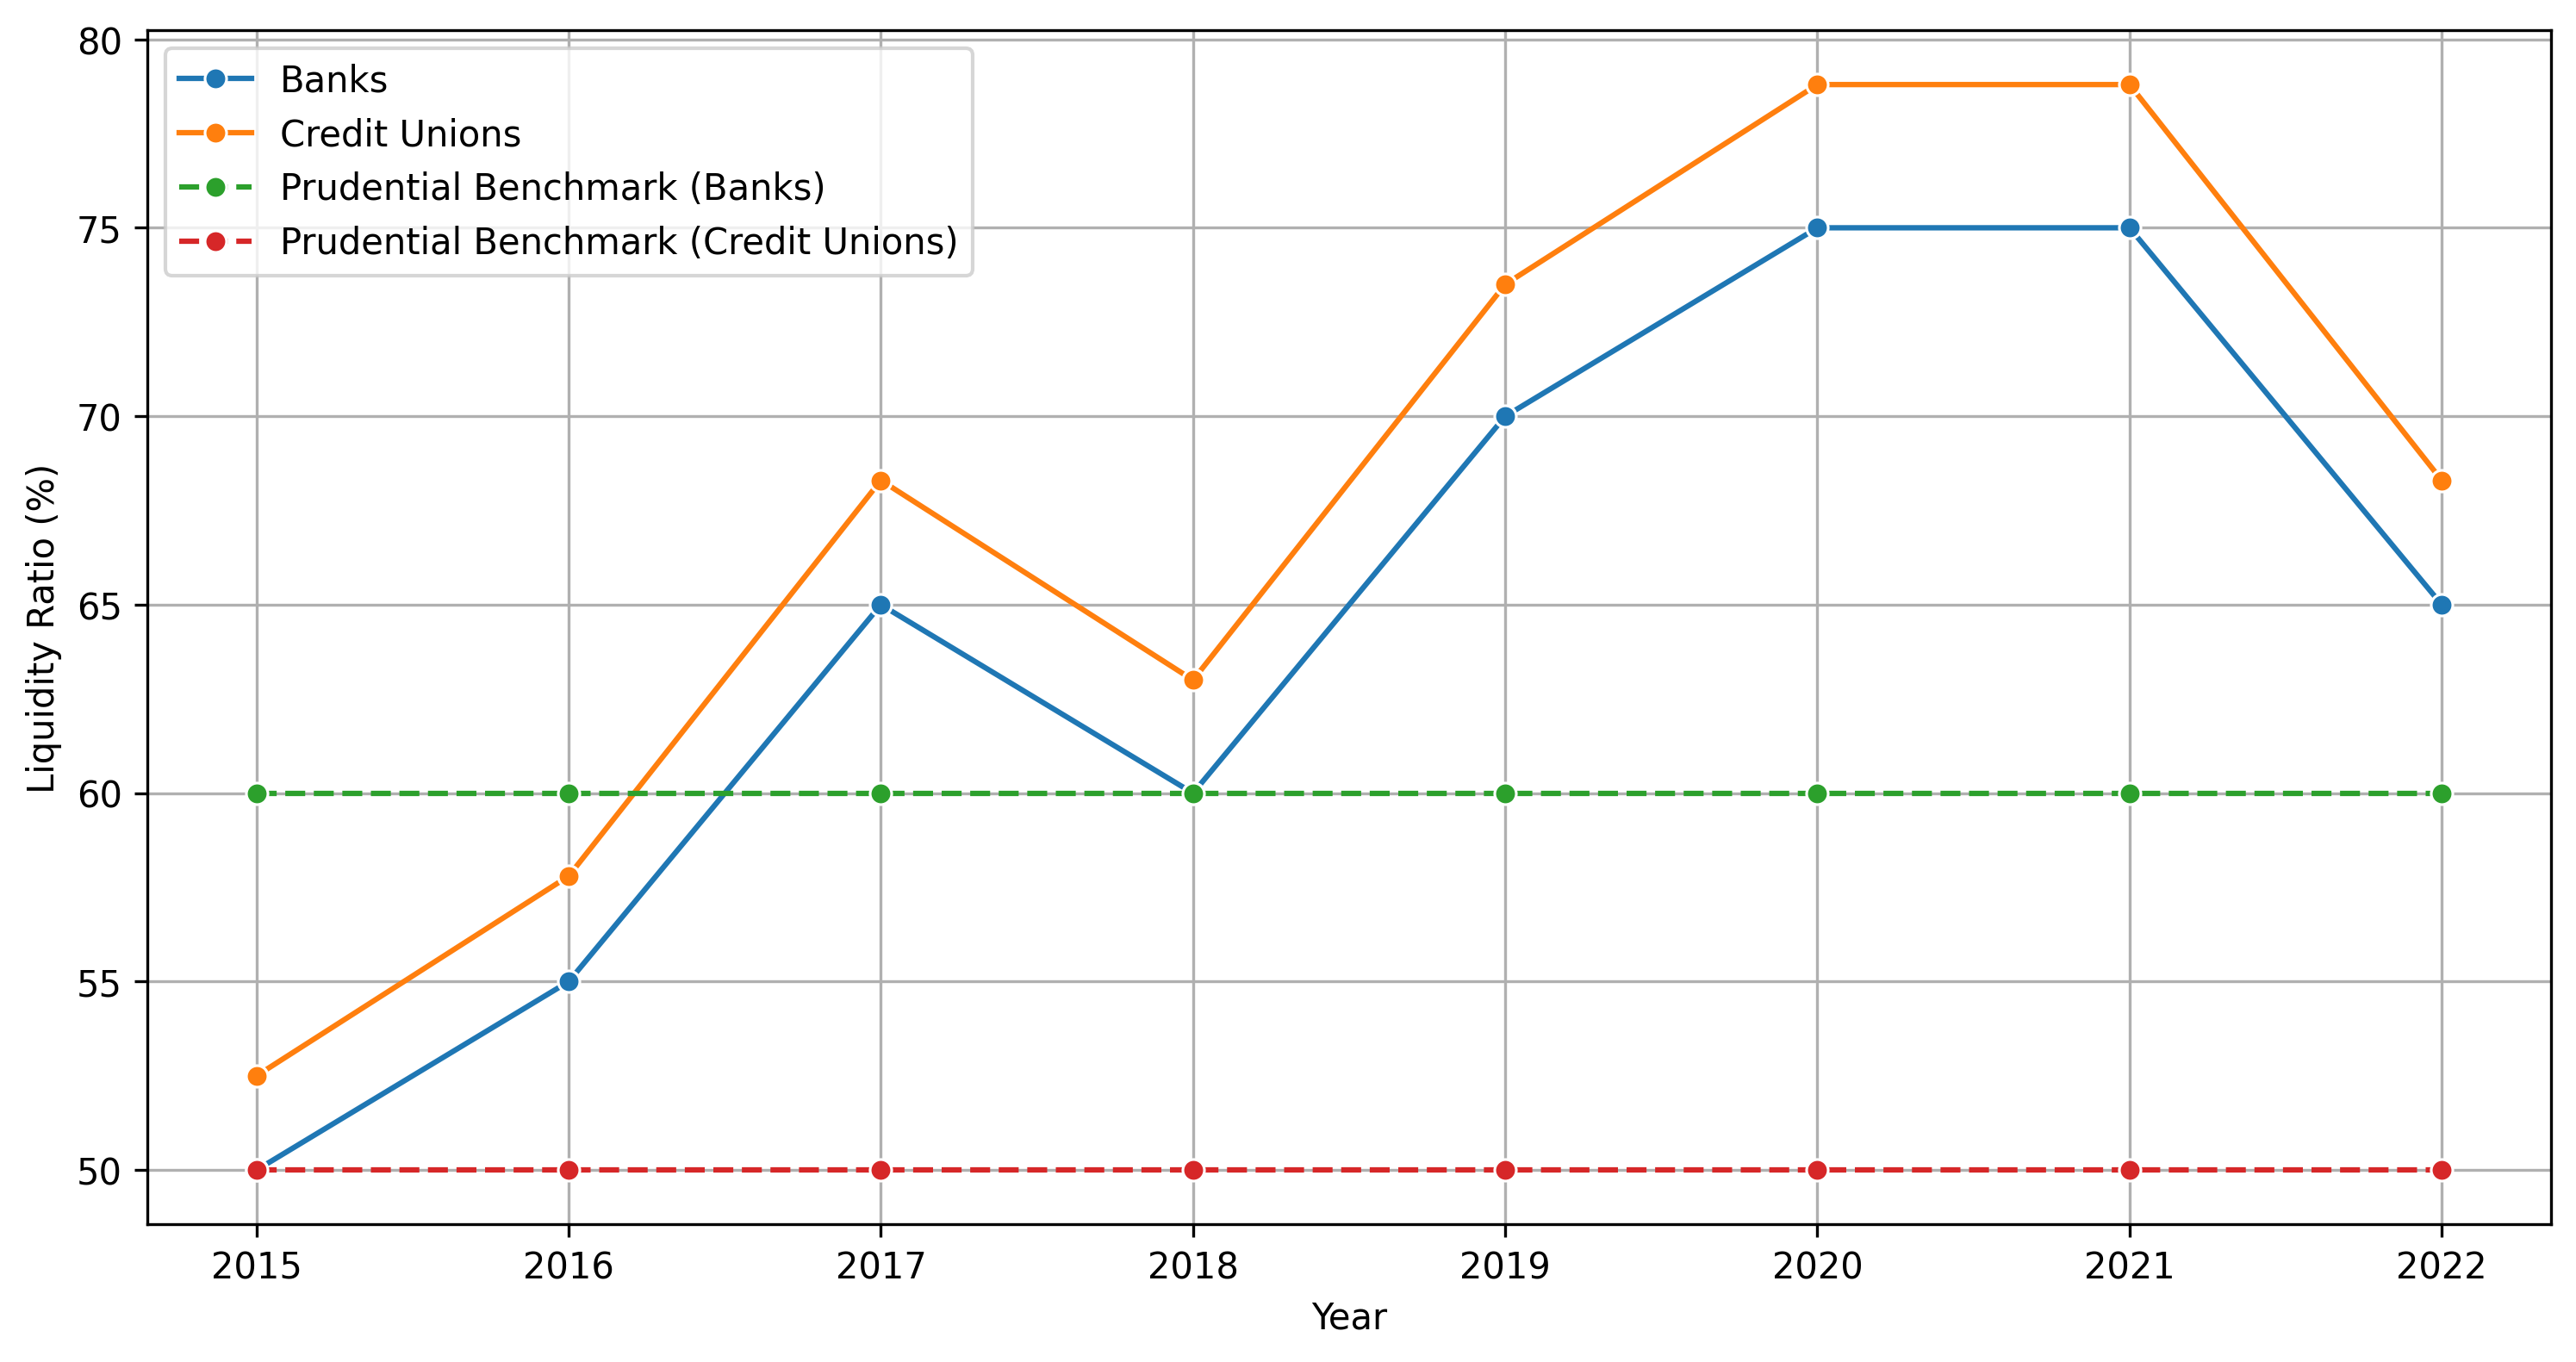 Banks
Credit Unions
Prudential Benchmark (Banks)
Prudential Benchmark (Credit Unions)
Liquidity Ratio (%)
80
75
70
65
60
55
50
2015 2016 2017 2018 2019 2020 2021 2022
Year